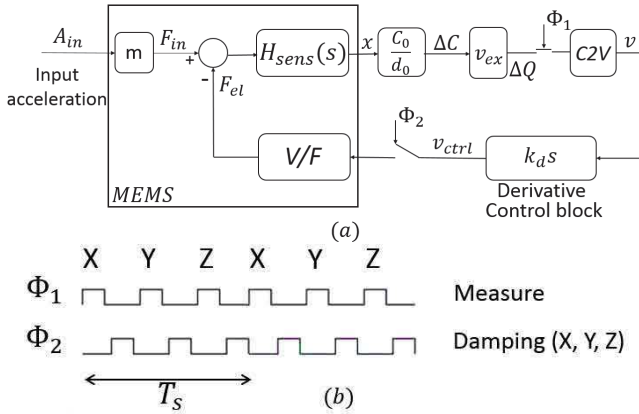 A_in
Input
acceleration
m
F_in
+
-
F_el
H_sens(s)
x
C_0
d_0
ΔC
v_ex
ΔQ
Φ_1
C2V
v
Φ_2
V/F
v_ctrl
k_d s
Derivative
Control block
MEMS
(a)
X Y Z X Y Z
Φ_1 Measure
Φ_2 Damping (X, Y, Z)
T_s
(b)